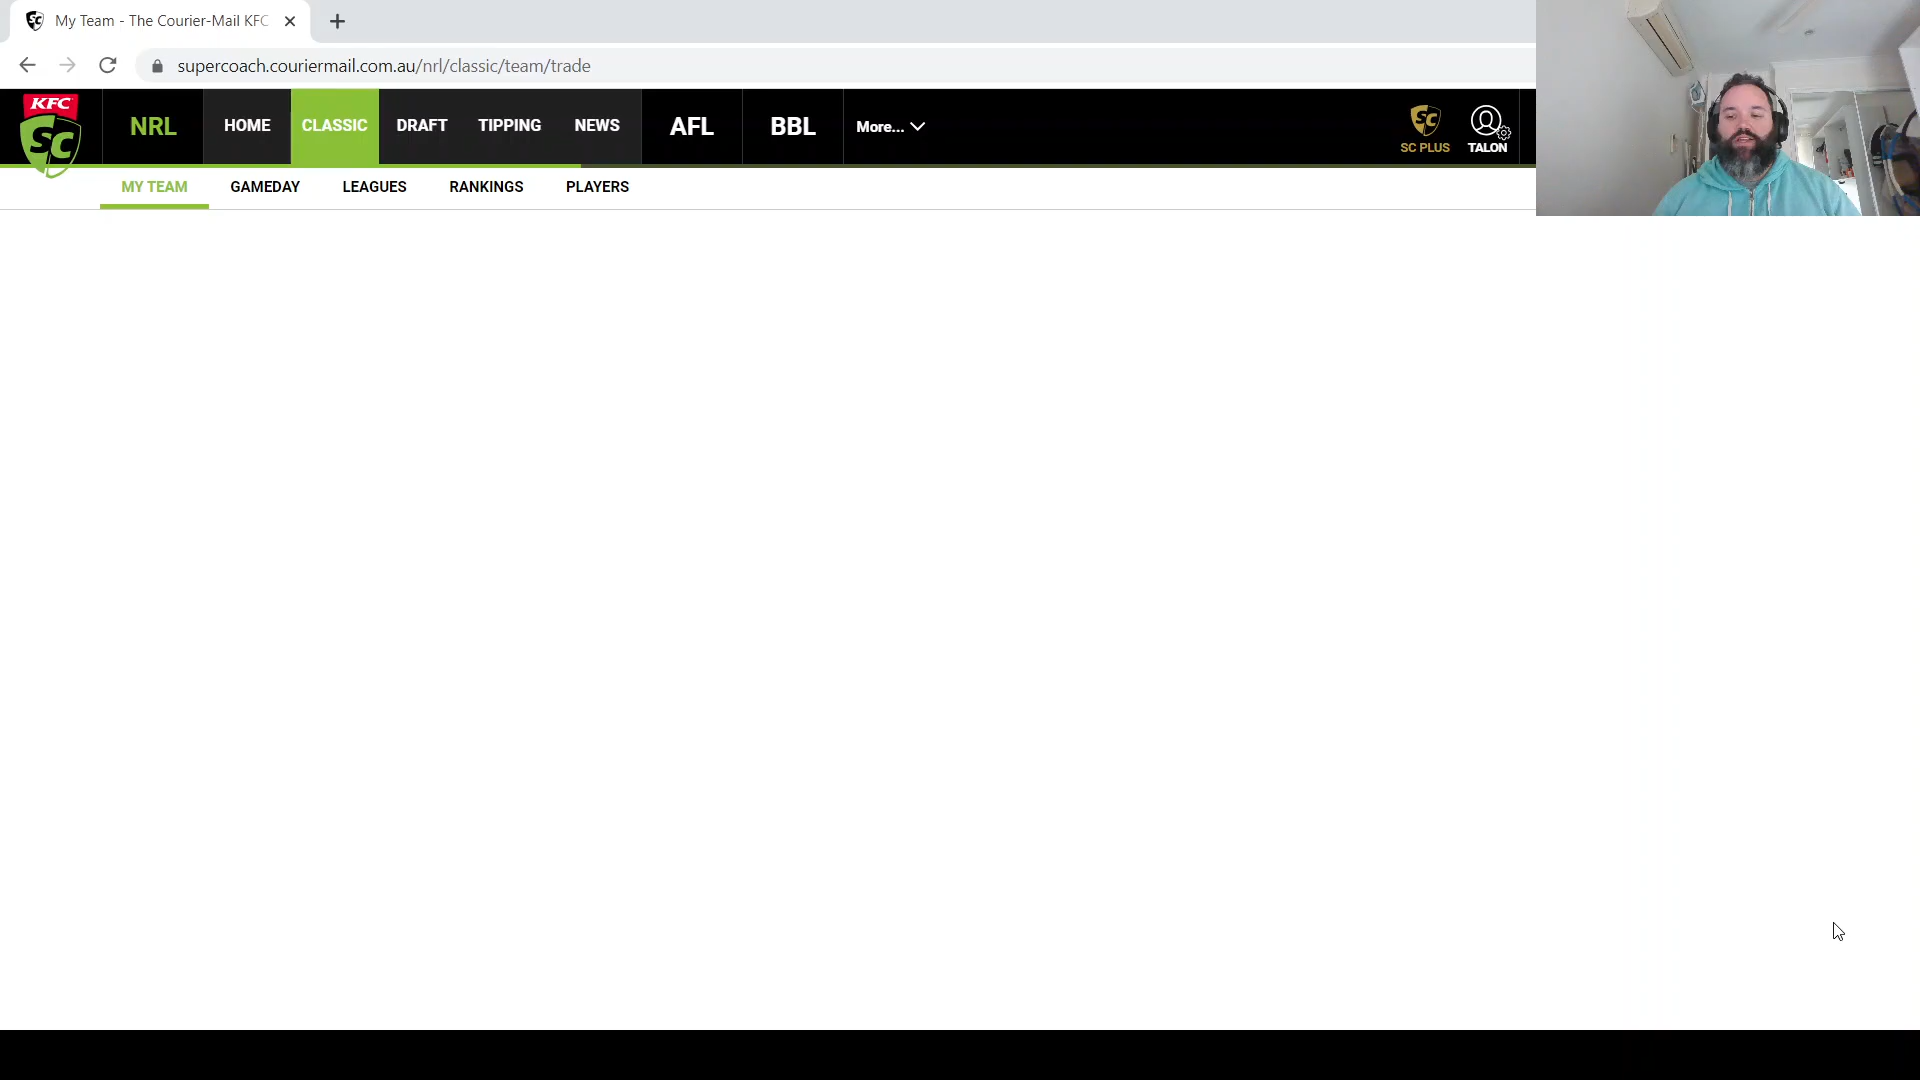 My Team - The Courier-Mail KFC
supercoach.couriermail.com.au/nrl/classic/team/trade
KFC
SC
NRL
HOME
CLASSIC
DRAFT
TIPPING
NEWS
AFL
BBL
More...
SC
SC PLUS
TALON
MY TEAM
GAMEDAY
LEAGUES
RANKINGS
PLAYERS